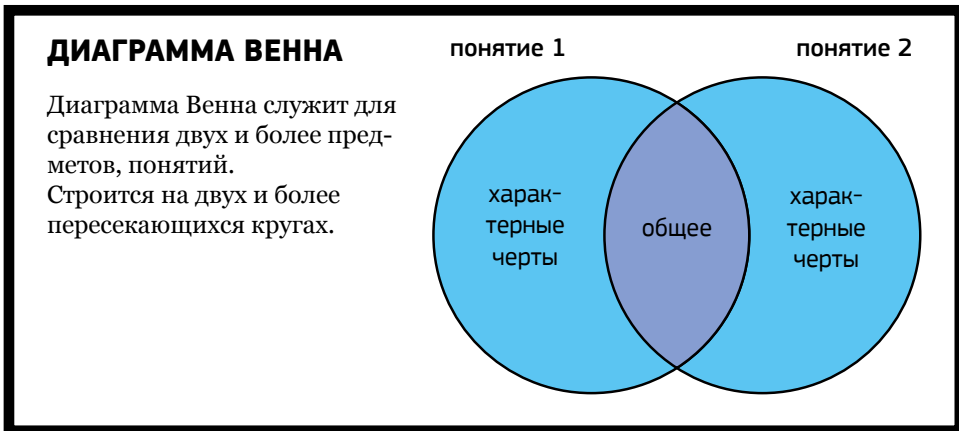 ДИАГРАММА ВЕННА
Диаграмма Венна служит для
сравнения двух и более пред-
метов, понятий.
Строится на двух и более
пересекающихся кругах.
понятие 1
понятие 2
харак-
терные
черты
общее
харак-
терные
черты